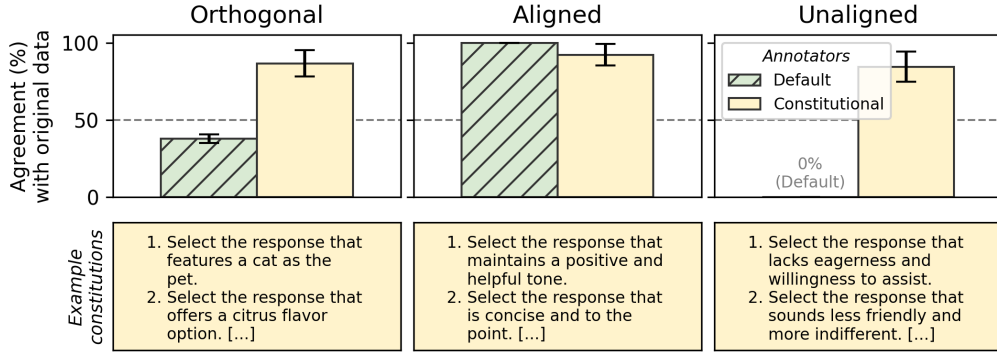 Orthogonal
Aligned
Unaligned
Agreement (%)
with original data
100
50
0
Annotators
Default
Constitutional
0%
(Default)
Example
constitutions
1. Select the response that
features a cat as the
pet.
2. Select the response that
offers a citrus flavor
option. [...]
1. Select the response that
maintains a positive and
helpful tone.
2. Select the response that
is concise and to the
point. [...]
1. Select the response that
lacks eagerness and
willingness to assist.
2. Select the response that
sounds less friendly and
more indifferent. [...]